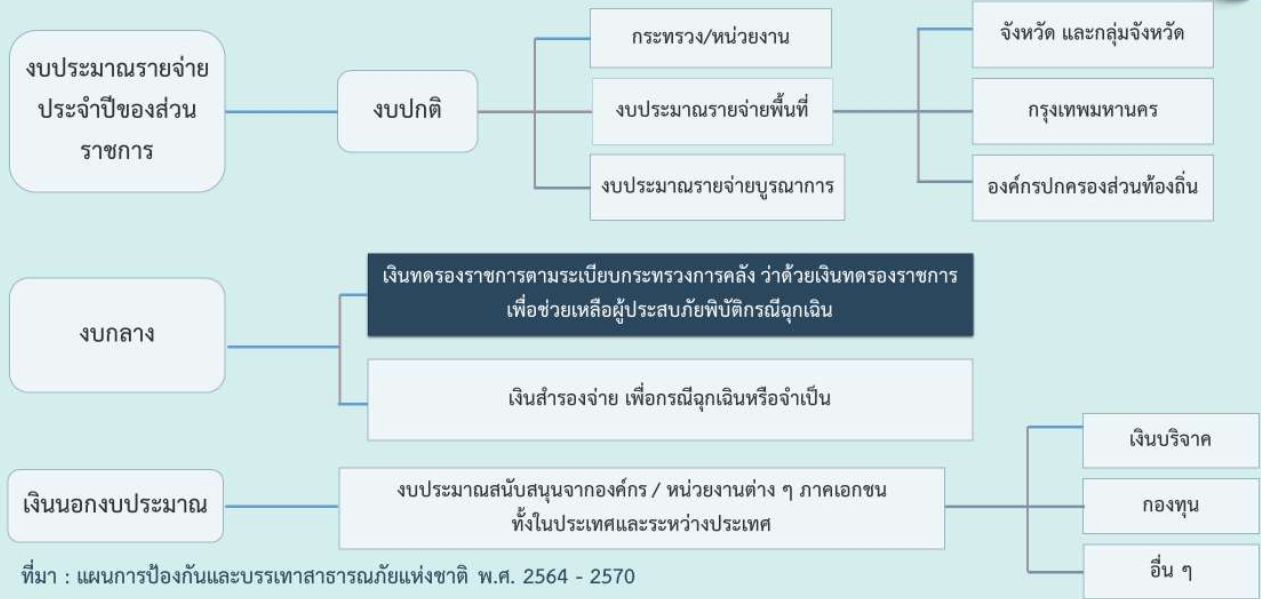 งบประมาณรายจ่าย
ประจำปีของส่วน
ราชการ
งบปกติ
กระทรวง/หน่วยงาน
งบประมาณรายจ่ายพื้นที่
งบประมาณรายจ่ายบูรณาการ
จังหวัด และกลุ่มจังหวัด
กรุงเทพมหานคร
องค์กรปกครองส่วนท้องถิ่น
งบกลาง
เงินทดรองราชการตามระเบียบกระทรวงการคลัง ว่าด้วยเงินทดรองราชการ
เพื่อช่วยเหลือผู้ประสบภัยพิบัติกรณีฉุกเฉิน
เงินสำรองจ่าย เพื่อกรณีฉุกเฉินหรือจำเป็น
เงินนอกงบประมาณ
งบประมาณสนับสนุนจากองค์กร / หน่วยงานต่าง ๆ ภาคเอกชน
ทั้งในประเทศและระหว่างประเทศ
เงินบริจาค
กองทุน
อื่น ๆ
ที่มา : แผนการป้องกันและบรรเทาสาธารณภัยแห่งชาติ พ.ศ. 2564 - 2570